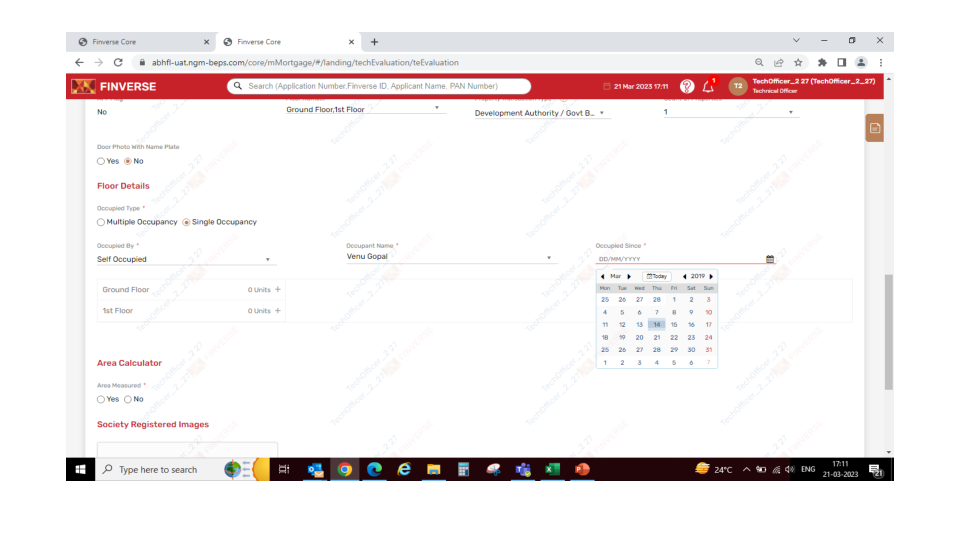 Finverse Core
Finverse Core
abhfl-uat.ngm-beps.com/core/mMortgage/#/landing/techEvaluation/teEvaluation
FINVERSE
Search (Application Number,Finverse ID, Applicant Name, PAN Number)
21 Mar 2023 17:11
T2
TechOfficer_2 27 (TechOfficer_2_27)
Technical Officer
No
Ground Floor,1st Floor
Development Authority / Govt B...
1
Door Photo With Name Plate
Yes No
Floor Details
Occupied Type *
Multiple Occupancy Single Occupancy
Occupied By *
Self Occupied
Occupant Name *
Venu Gopal
Occupied Since *
DD/MM/YYYY
Mar Today 2019
Mon Tue Wed Thu Fri Sat Sun
25 26 27 28 1 2 3
4 5 6 7 8 9 10
11 12 13 14 15 16 17
18 19 20 21 22 23 24
25 26 27 28 29 30 31
1 2 3 4 5 6 7
Ground Floor 0 Units +
1st Floor 0 Units +
Area Calculator
Area Measured *
Yes No
Society Registered Images
Type here to search
24°C
ENG
17:11
21-03-2023